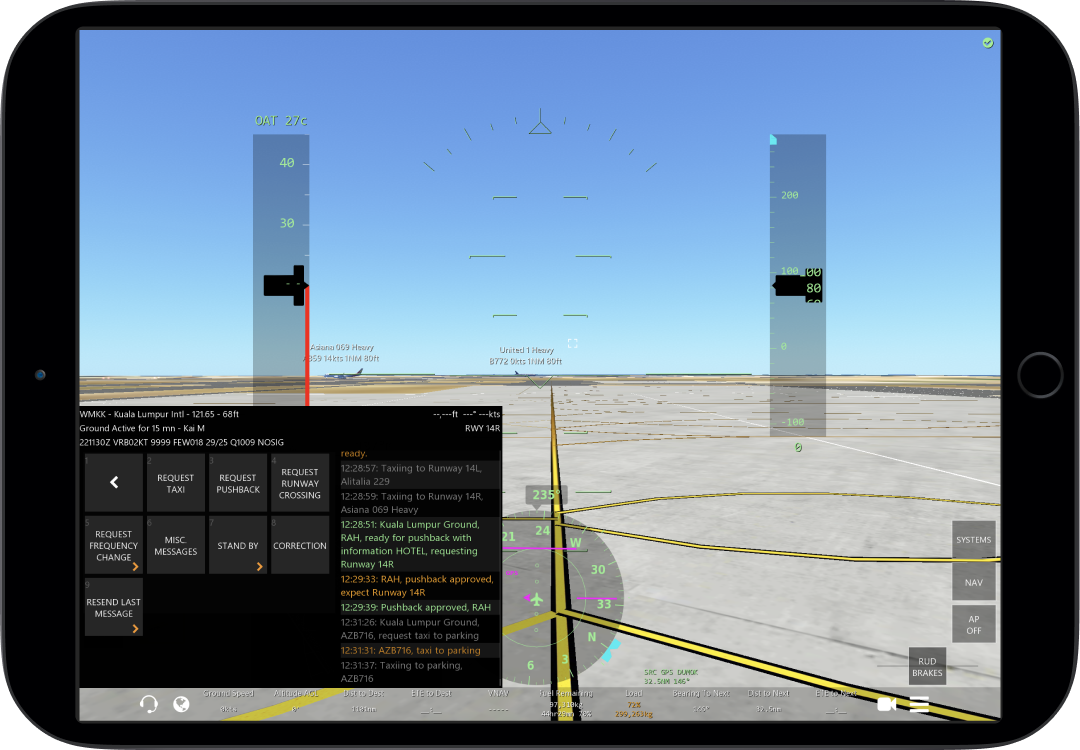 OAT 27c
40
30
200
100
00
80
0
-100
0
Asiana 069 Heavy
A359 14kts 1NM 80ft
United 1 Heavy
B772 0kts 1NM 80ft
WMKK - Kuala Lumpur Intl - 121.65 - 68ft
--,---ft ---° ---kts
Ground Active for 15 mn - Kai M
RWY 14R
221130Z VRB02KT 9999 FEW018 29/25 Q1009 NOSIG
1
2 REQUEST
TAXI
3 REQUEST
PUSHBACK
4 REQUEST
RUNWAY
CROSSING
5 REQUEST
FREQUENCY
CHANGE
6 MISC.
MESSAGES
7 STAND BY
8 CORRECTION
9 RESEND LAST
MESSAGE
ready.
12:28:57: Taxiing to Runway 14L,
Alitalia 229
12:28:59: Taxiing to Runway 14R,
Asiana 069 Heavy
12:28:51: Kuala Lumpur Ground,
RAH, ready for pushback with
information HOTEL, requesting
Runway 14R
12:29:33: RAH, pushback approved,
expect Runway 14R
12:29:39: Pushback approved, RAH
12:31:26: Kuala Lumpur Ground,
AZB716, request taxi to parking
12:31:31: AZB716, taxi to parking
12:31:37: Taxiing to parking,
AZB716
235°
21
24
W
30
33
N
3
6
SRC GPS DUMOK
32.5NM 146°
SYSTEMS
NAV
AP
OFF
RUD
BRAKES
Ground Speed
Altitude AGL
Dist to Dest
ETE to Dest
VNAV
Fuel Remaining
Load
Bearing To Next
Dist to Next
ETE to Next
72%